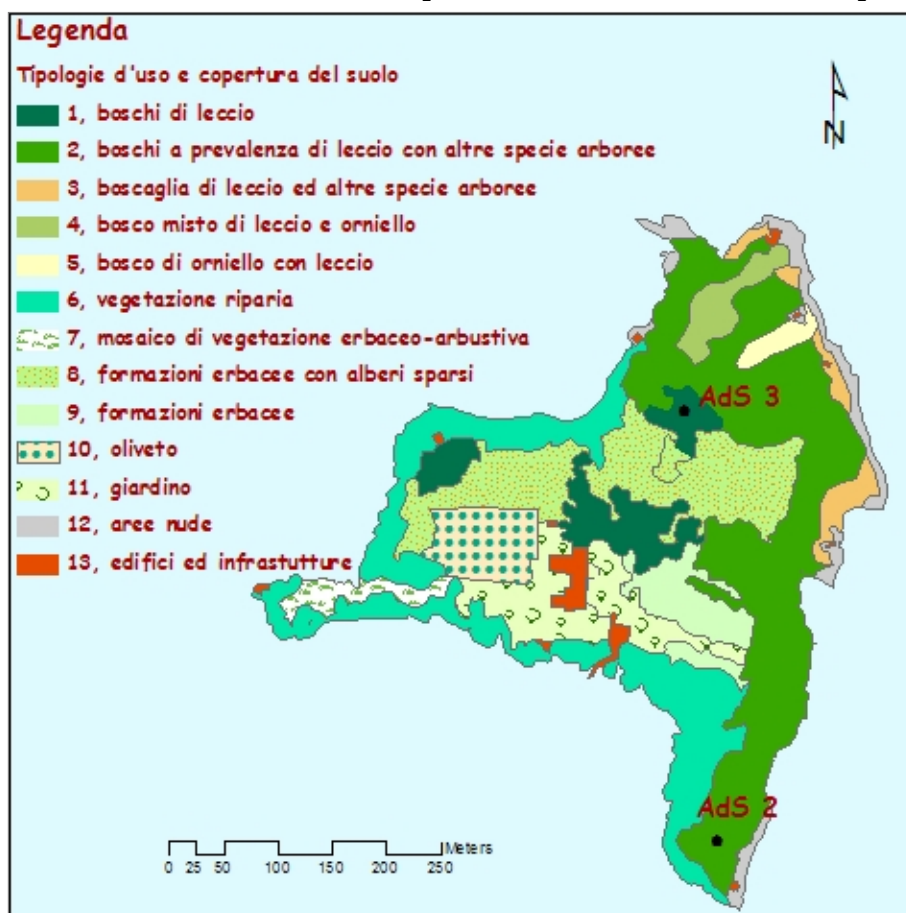 Legenda
Tipologie d'uso e copertura del suolo
1, boschi di leccio
2, boschi a prevalenza di leccio con altre specie arboree
3, boscaglia di leccio ed altre specie arboree
4, bosco misto di leccio e orniello
5, bosco di orniello con leccio
6, vegetazione riparia
7, mosaico di vegetazione erbaceo-arbustiva
8, formazioni erbacee con alberi sparsi
9, formazioni erbacee
10, oliveto
11, giardino
12, aree nude
13, edifici ed infrastutture
N
AdS 3
AdS 2
Meters
0 25 50 100 150 200 250